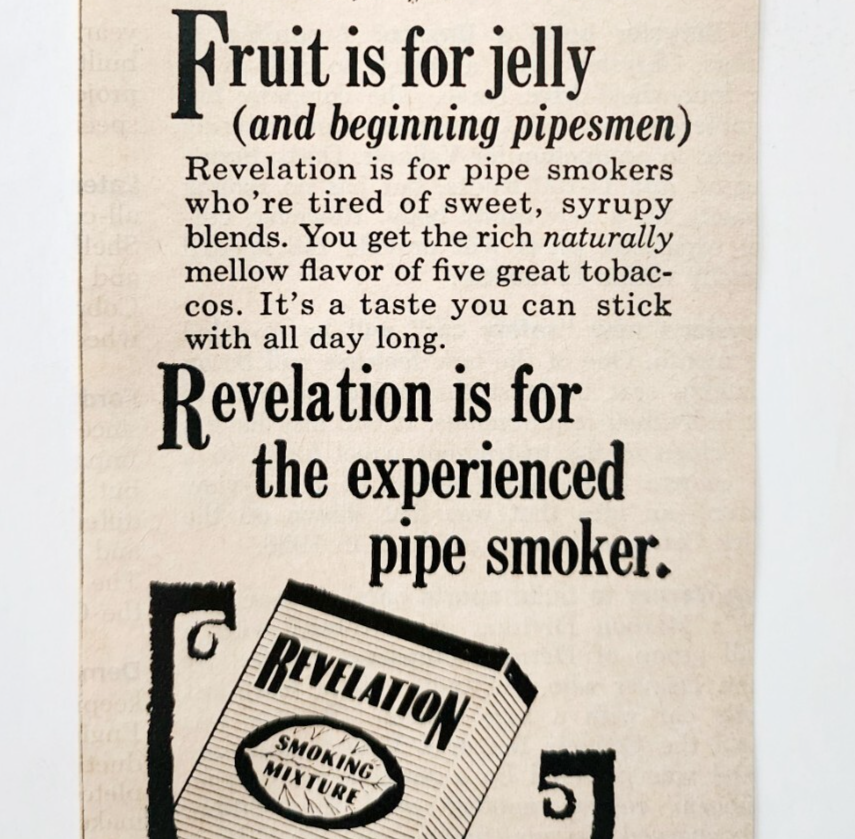 Fruit is for jelly
(and beginning pipesmen)
Revelation is for pipe smokers
who're tired of sweet, syrupy
blends. You get the rich naturally
mellow flavor of five great tobac-
cos. It's a taste you can stick
with all day long.
Revelation is for
the experienced
pipe smoker.
REVELATION
SMOKING
MIXTURE